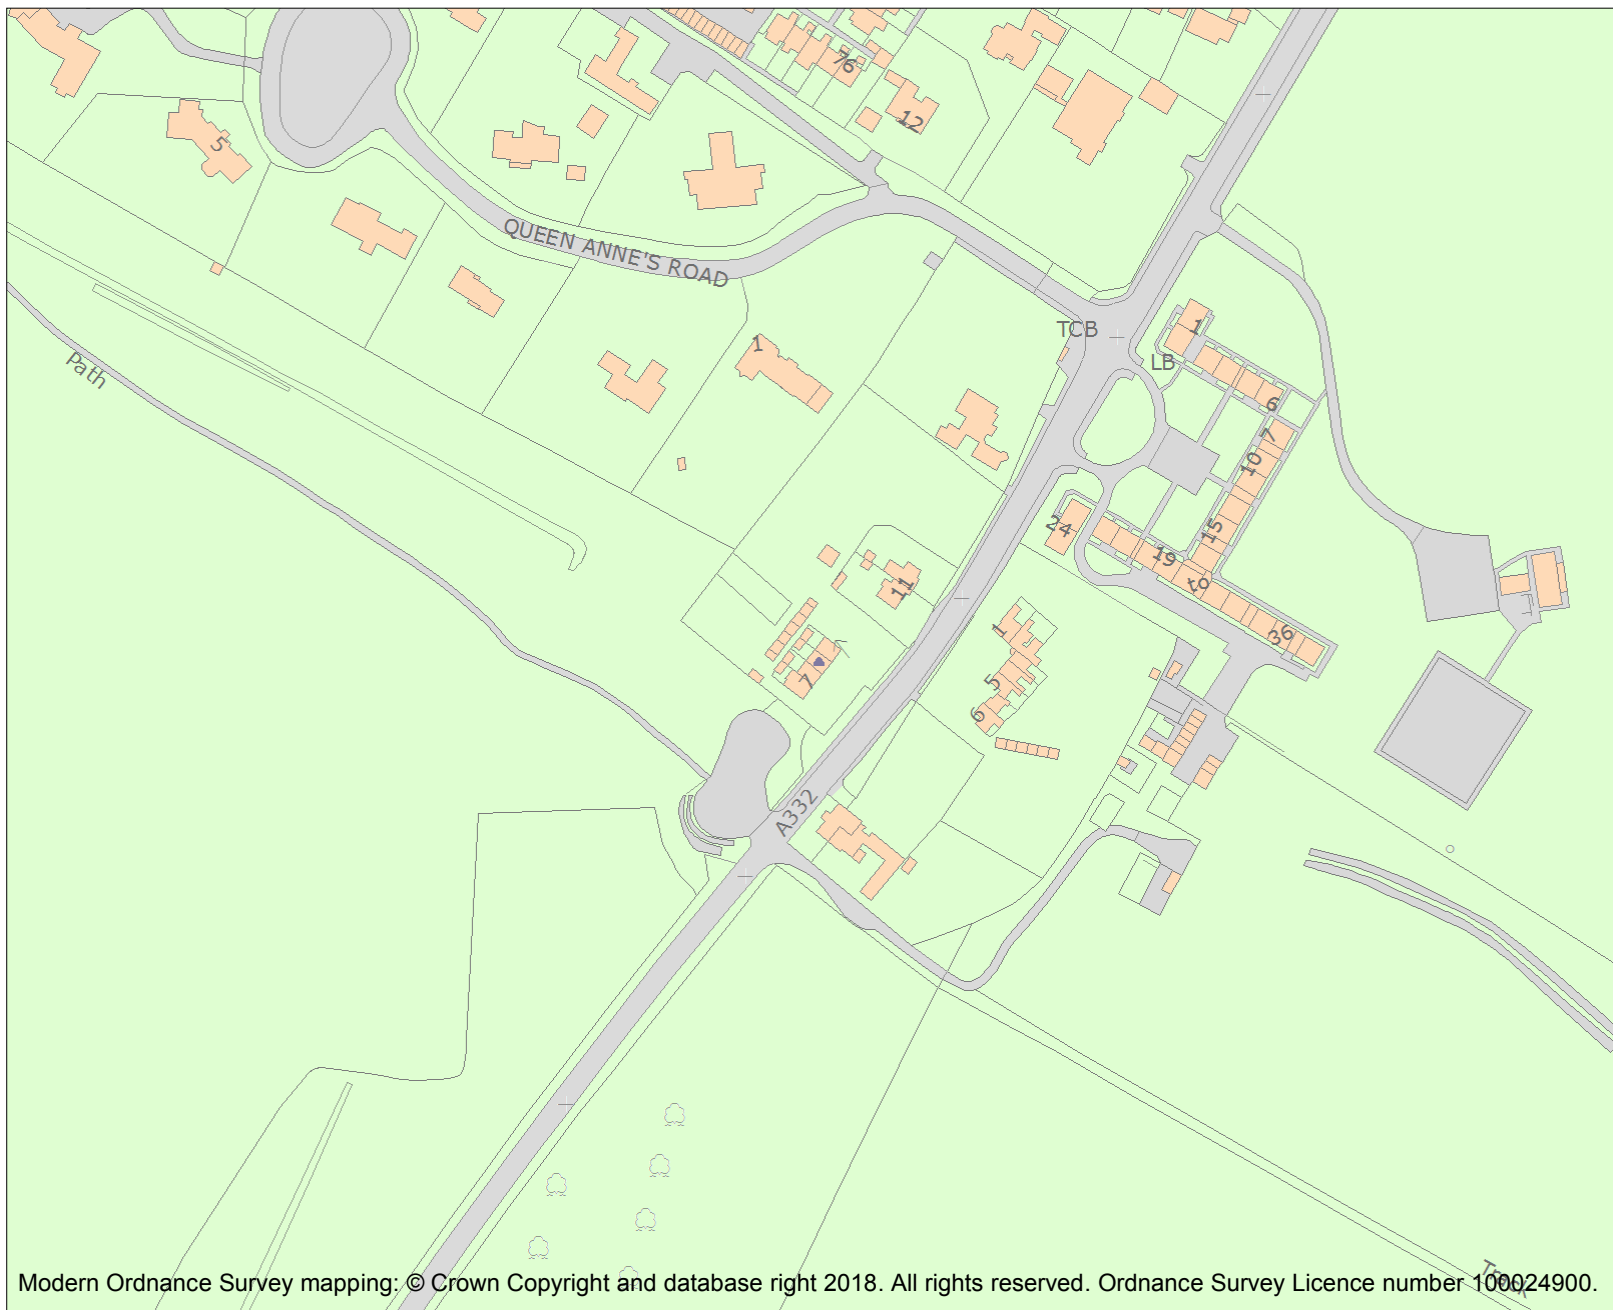 76
12
5
QUEEN ANNE'S ROAD
TCB
1
LB
1
Path
6
7
10
24
15
19
to
11
1
36
7
5
6
A332
Track
Modern Ordnance Survey mapping: © Crown Copyright and database right 2018. All rights reserved. Ordnance Survey Licence number 100024900.